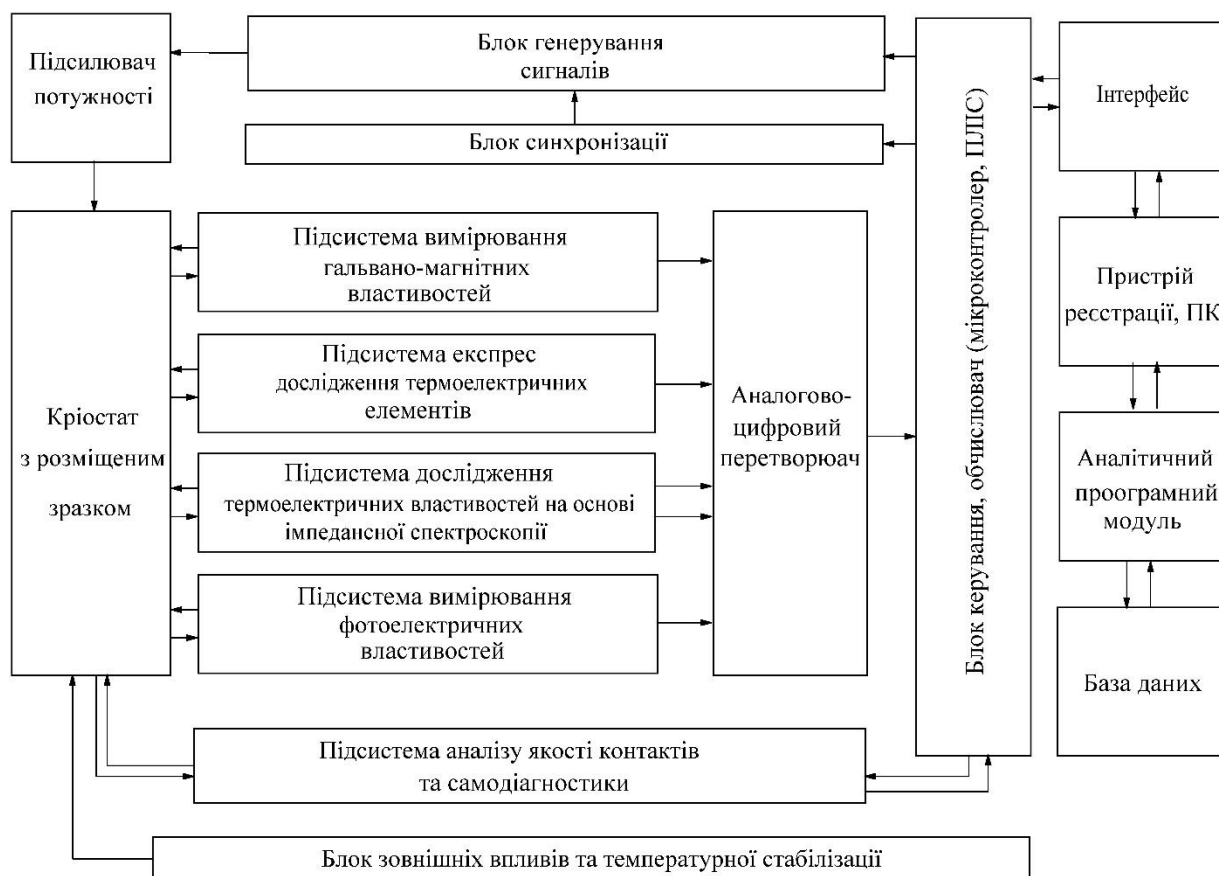 Підсилювач
потужності
Блок генерування
сигналів
Блок синхронізації
Кріостат
з розміщеним
зразком
Підсистема вимірювання
гальвано-магнітних
властивостей
Підсистема експрес
дослідження термоелектричних
елементів
Підсистема дослідження
термоелектричних властивостей на основі
імпедансної спектроскопії
Підсистема вимірювання
фотоелектричних
властивостей
Аналогово-
цифровий
перетворюач
Блок керування, обчислювач (мікроконтролер, ПЛІС)
Інтерфейс
Пристрій
реєстрації, ПК
Аналітичний
проограмний
модуль
База даних
Підсистема аналізу якості контактів
та самодіагностики
Блок зовнішніх впливів та температурної стабілізації